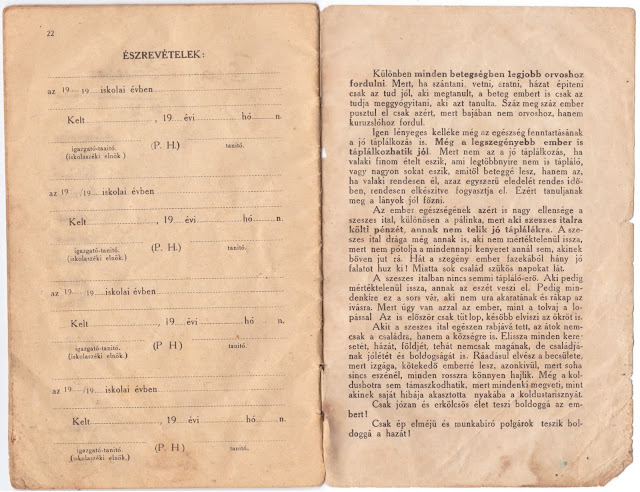 22
ÉSZREVÉTELEK:
az 19 19 iskolai évben
Kelt, 19 évi hó n.
igazgató-tanító. (P. H.) tanító.
(iskolaszéki elnök.)
az 19 /19 iskolai évben
Kelt, 19 évi hó n.
igazgató-tanító. (P. H.) tanító.
(iskolaszéki elnök.)
az 19 19 iskolai évben
Kelt, 19 évi hó n.
igazgató-tanító. (P H) tanító.
(iskolaszéki elnök.)
az 19 /19 iskolai évben
Kelt, 19 évi hó n.
igazgató-tanító. (P. H) tanító.
(iskolaszéki elnök.)
Különben minden betegségben legjobb orvoshoz
fordulni. Mert, ha szántani, vetni, aratni, házat építeni
csak az tud jól, aki megtanult, a beteg embert is csak az
tudja meggyógyitani, aki azt tanulta. Száz meg száz ember
pusztul el csak azért, mert bajában nem orvoshoz, hanem
kuruzslóhoz fordul.
Igen lényeges kelléke még az egészség fenntartásának
a jó táplálkozás is. Még a legszegényebb ember is
táplálkozhatik jól. Mert nem az a jó táplálkozás, ha
valaki finom ételt eszik, ami legtöbbnyire nem is tápláló,
vagy nagyon sokat eszik, amitől beteggé lesz, hanem az,
ha valaki rendesen él, azaz egyszerű eledelét rendes idő-
ben, rendesen elkészitve fogyasztja el. Ezért tanuljanak
meg a lányok jól főzni.
Az ember egészségének azért is nagy ellensége a
szeszes ital, különösen a pálinka, mert aki szeszes italra
költi pénzét, annak nem telik jó táplálékra. A sze-
szes ital drága még annak is, aki nem mértéktelenül issza,
mert nem pótolja a mindennapi kenyeret annál sem, akinek
bőven jut rá. Hát a szegény ember fazekából hány jó
falatot huz ki! Miatta sok család szűkös napokat lát.
A szeszes italban nincs semmi tápláló-erő. Aki pedig
mértéktelenül issza, annak az eszét veszi el. Pedig min-
denkire ez a sors vár, aki nem ura akaratának és rákap az
ivásra. Mert úgy van azzal az ember, mint a tolvaj a lo-
pással Az is először csak tűt lop, később elviszi az ökröt is.
Akit a szeszes ital egészen rabjává tett, az átok nem-
csak a családra, hanem a községre is. Elissza minden kere-
setét, házát, földjét, tehát nemcsak magának, de családjá-
nak jólétét és boldogságát is. Ráadásul elvész a becsülete,
mert izgága, kötekedő emberré lesz, azonkivül, mert soha
sincs eszénél, minden rosszra könnyen hajlik. Még a kol-
dusbotra sem támaszkodhatik, mert mindenki megveti, mint
akinek saját hibája akasztotta nyakába a koldustarisznyát.
Csak józan és erkölcsös élet teszi boldoggá az em-
bert!
Csak ép elméjü és munkabiró polgárok teszik bol-
doggá a hazát!